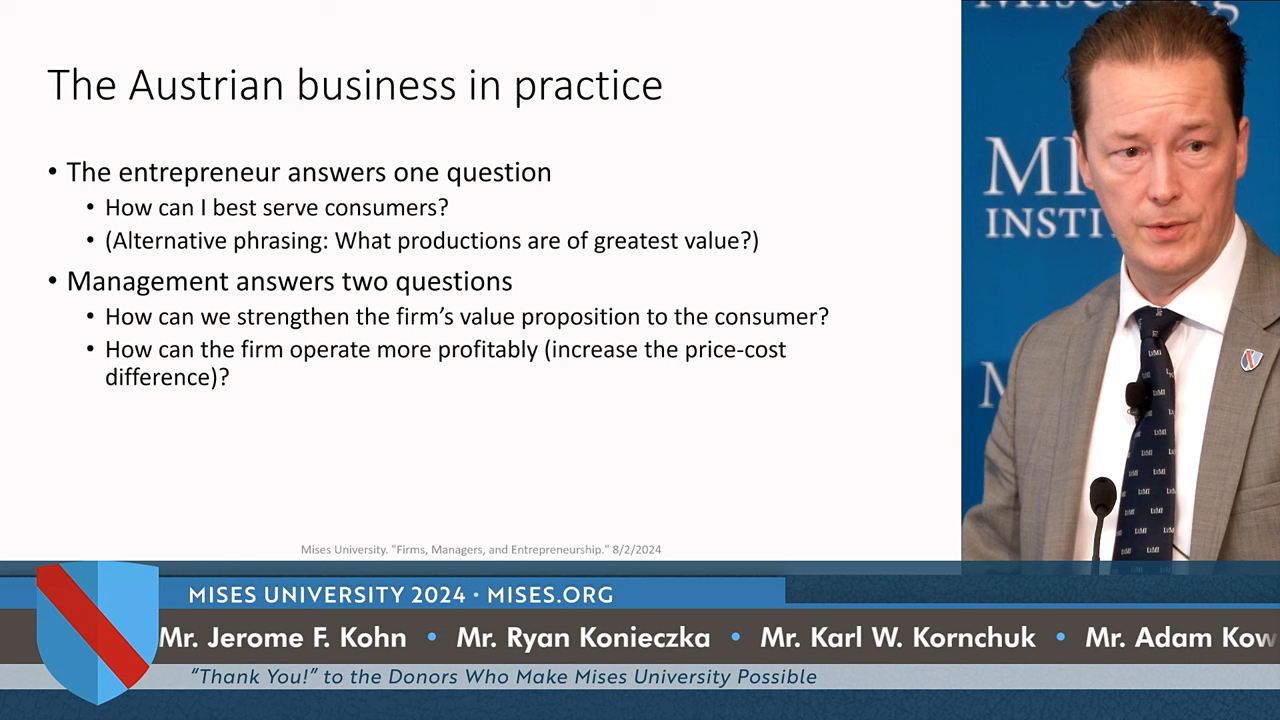 The Austrian business in practice
• The entrepreneur answers one question
• How can I best serve consumers?
• (Alternative phrasing: What productions are of greatest value?)
• Management answers two questions
• How can we strengthen the firm’s value proposition to the consumer?
• How can the firm operate more profitably (increase the price-cost
difference)?
Mises University. "Firms, Managers, and Entrepreneurship." 8/2/2024
MI
INSTI
M
MISES UNIVERSITY 2024 • MISES.ORG
Mr. Jerome F. Kohn • Mr. Ryan Konieczka • Mr. Karl W. Kornchuk • Mr. Adam Kow
“Thank You!” to the Donors Who Make Mises University Possible